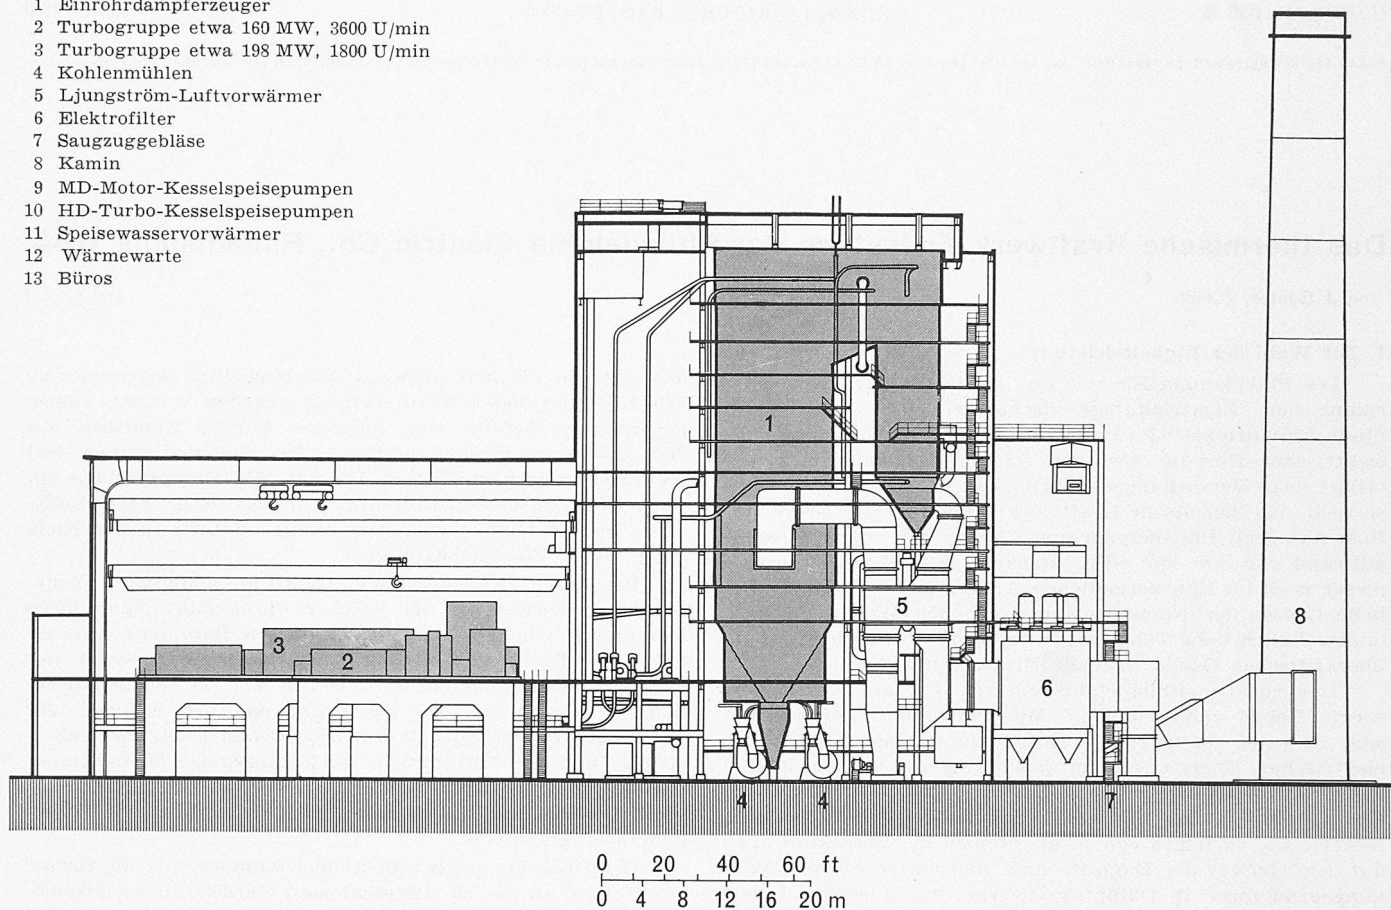 1 Einrohrdampferzeuger
2 Turbogruppe etwa 160 MW, 3600 U/min
3 Turbogruppe etwa 198 MW, 1800 U/min
4 Kohlenmühlen
5 Ljungström-Luftvorwärmer
6 Elektrofilter
7 Saugzuggebläse
8 Kamin
9 MD-Motor-Kesselspeisepumpen
10 HD-Turbo-Kesselspeisepumpen
11 Speisewasservorwärmer
12 Wärmewarte
13 Büros
1
5
8
3
2
6
4 4 7
0 20 40 60 ft
0 4 8 12 16 20 m